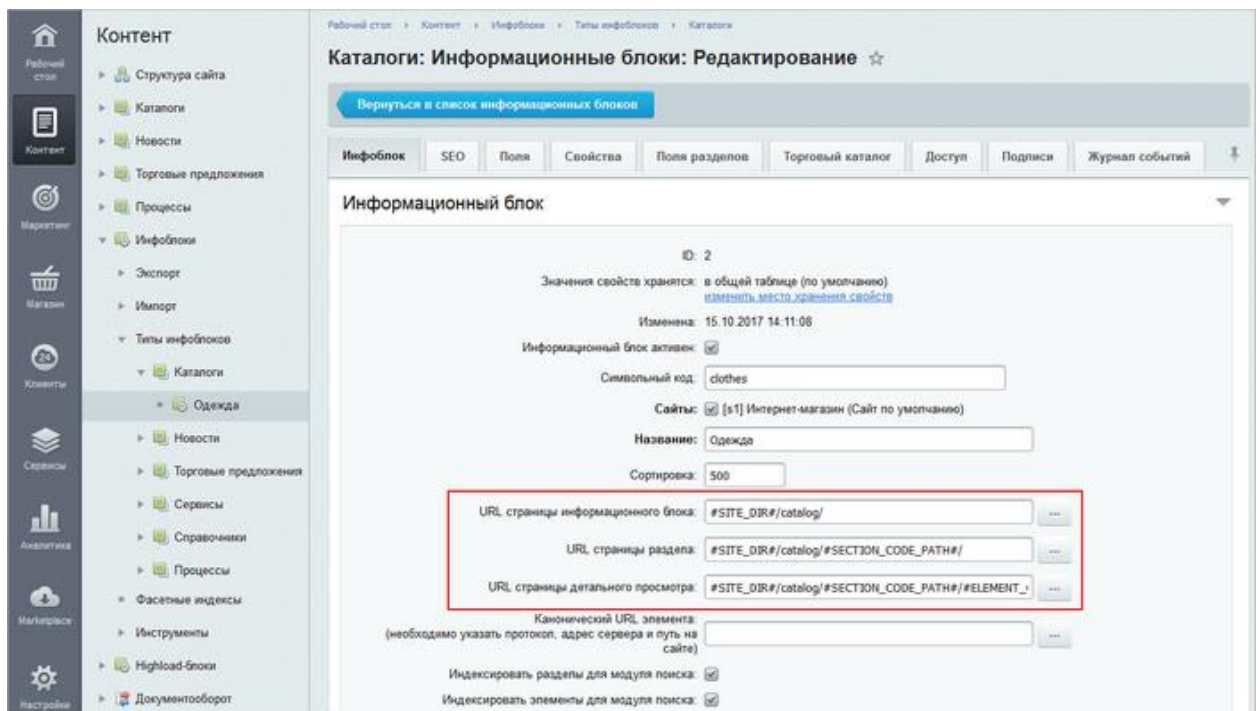 Рабочий стол
Контент
Маркетинг
Магазин
Клиенты
Сервисы
Аналитика
Marketplace
Настройки
Контент
Структура сайта
Каталоги
Новости
Торговые предложения
Процессы
Инфоблоки
Экспорт
Импорт
Типы инфоблоков
Каталоги
Одежда
Новости
Торговые предложения
Сервисы
Справочники
Процессы
Фасетные индексы
Инструменты
Highload-блоки
Документооборот
Рабочий стол Контент Инфоблоки Типы инфоблоков Каталоги
Каталоги: Информационные блоки: Редактирование
Вернуться в список информационных блоков
Инфоблок SEO Поля Свойства Поля разделов Торговый каталог Доступ Подписи Журнал событий
Информационный блок
ID: 2
Значения свойств хранятся: в общей таблице (по умолчанию)
изменить место хранения свойств
Изменена: 15.10.2017 14:11:08
Информационный блок активен:
Символьный код: clothes
Сайты: [s1] Интернет-магазин (Сайт по умолчанию)
Название: Одежда
Сортировка: 500
URL страницы информационного блока: #SITE_DIR#/catalog/ ...
URL страницы раздела: #SITE_DIR#/catalog/#SECTION_CODE_PATH#/ ...
URL страницы детального просмотра: #SITE_DIR#/catalog/#SECTION_CODE_PATH#/#ELEMENT_ ...
Канонический URL элемента:
(необходимо указать протокол, адрес сервера и путь на
сайте) ...
Индексировать разделы для модуля поиска:
Индексировать элементы для модуля поиска: